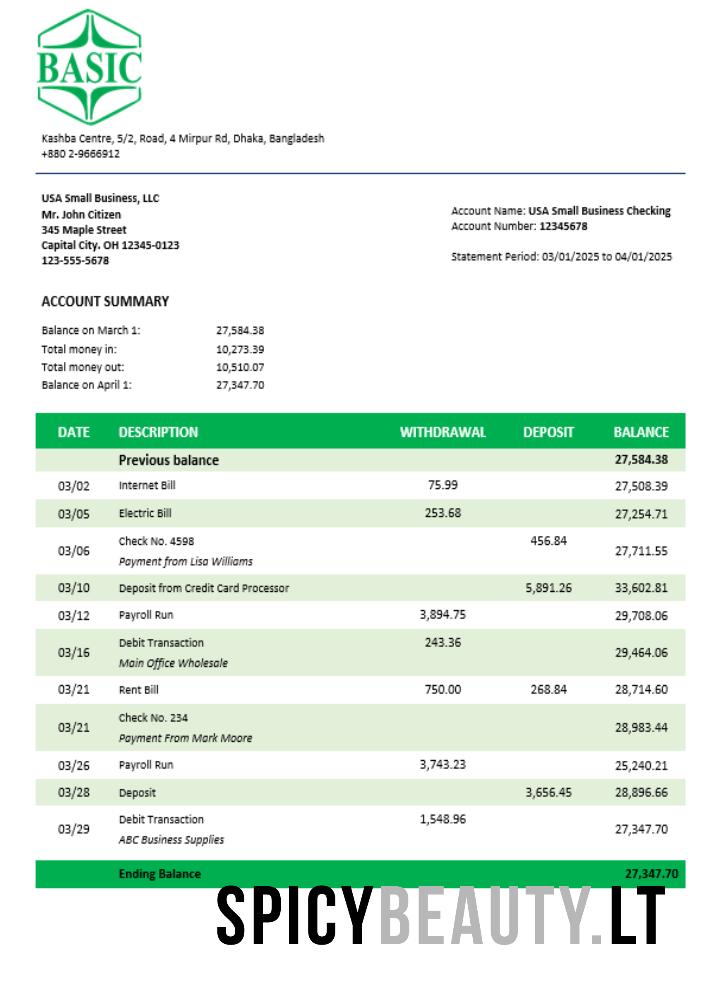 BASIC
Kashba Centre, 5/2, Road, 4 Mirpur Rd, Dhaka, Bangladesh
+880 2-9666912
USA Small Business, LLC
Mr. John Citizen
345 Maple Street
Capital City. OH 12345-0123
123-555-5678
Account Name: USA Small Business Checking
Account Number: 12345678
Statement Period: 03/01/2025 to 04/01/2025
ACCOUNT SUMMARY
Balance on March 1: 27,584.38
Total money in: 10,273.39
Total money out: 10,510.07
Balance on April 1: 27,347.70
DATE DESCRIPTION WITHDRAWAL DEPOSIT BALANCE
Previous balance 27,584.38
03/02 Internet Bill 75.99 27,508.39
03/05 Electric Bill 253.68 27,254.71
03/06 Check No. 4598 456.84 27,711.55
Payment from Lisa Williams
03/10 Deposit from Credit Card Processor 5,891.26 33,602.81
03/12 Payroll Run 3,894.75 29,708.06
03/16 Debit Transaction 243.36 29,464.06
Main Office Wholesale
03/21 Rent Bill 750.00 268.84 28,714.60
03/21 Check No. 234 28,983.44
Payment From Mark Moore
03/26 Payroll Run 3,743.23 25,240.21
03/28 Deposit 3,656.45 28,896.66
03/29 Debit Transaction 1,548.96 27,347.70
ABC Business Supplies
Ending Balance 27,347.70
SPICYBEAUTY.LT